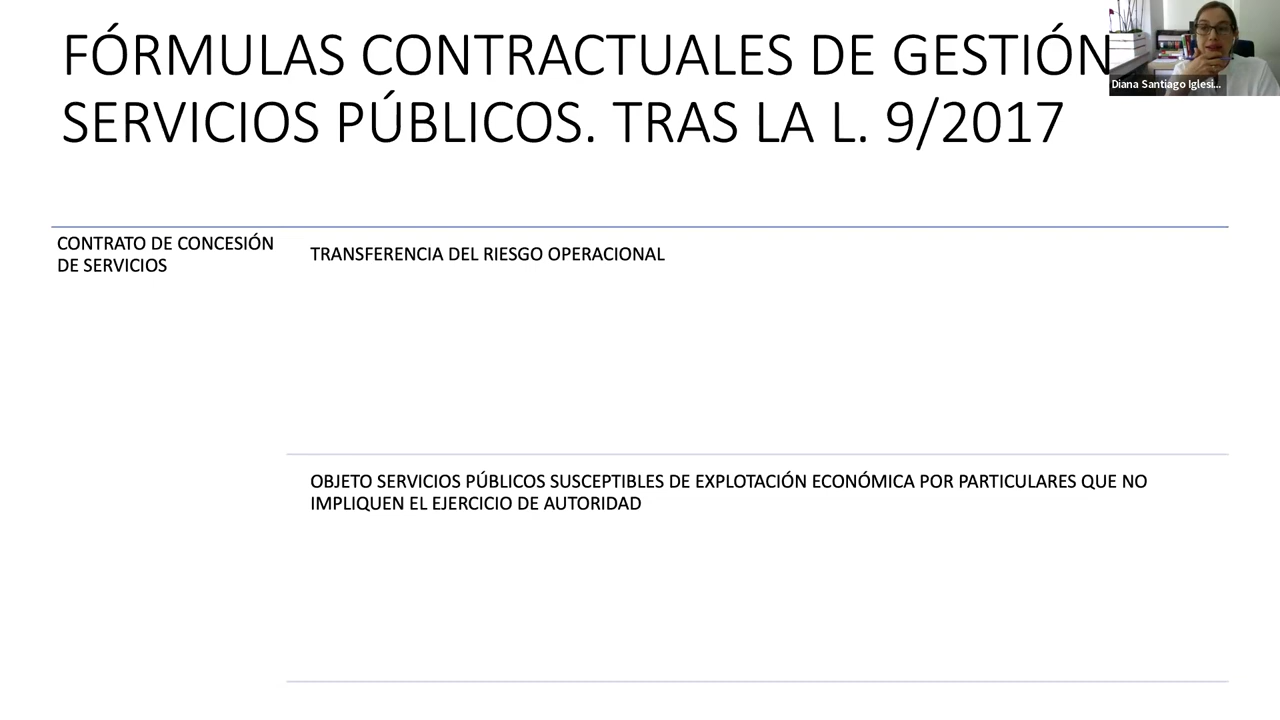 FÓRMULAS CONTRACTUALES DE GESTIÓN
SERVICIOS PÚBLICOS. TRAS LA L. 9/2017
Diana Santiago Iglesi...
CONTRATO DE CONCESIÓN
DE SERVICIOS
TRANSFERENCIA DEL RIESGO OPERACIONAL
OBJETO SERVICIOS PÚBLICOS SUSCEPTIBLES DE EXPLOTACIÓN ECONÓMICA POR PARTICULARES QUE NO
IMPLIQUEN EL EJERCICIO DE AUTORIDAD